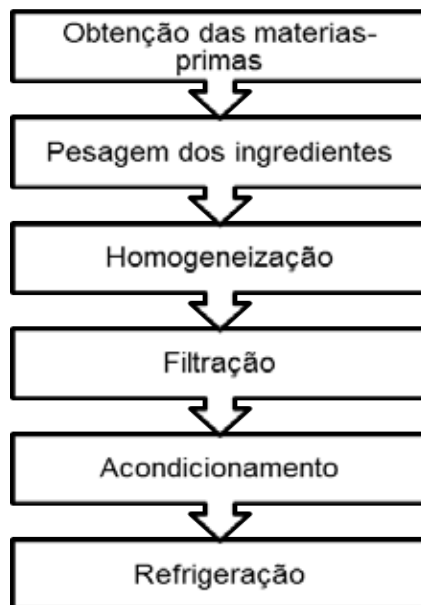 Obtenção das materias-
primas
Pesagem dos ingredientes
Homogeneização
Filtração
Acondicionamento
Refrigeração